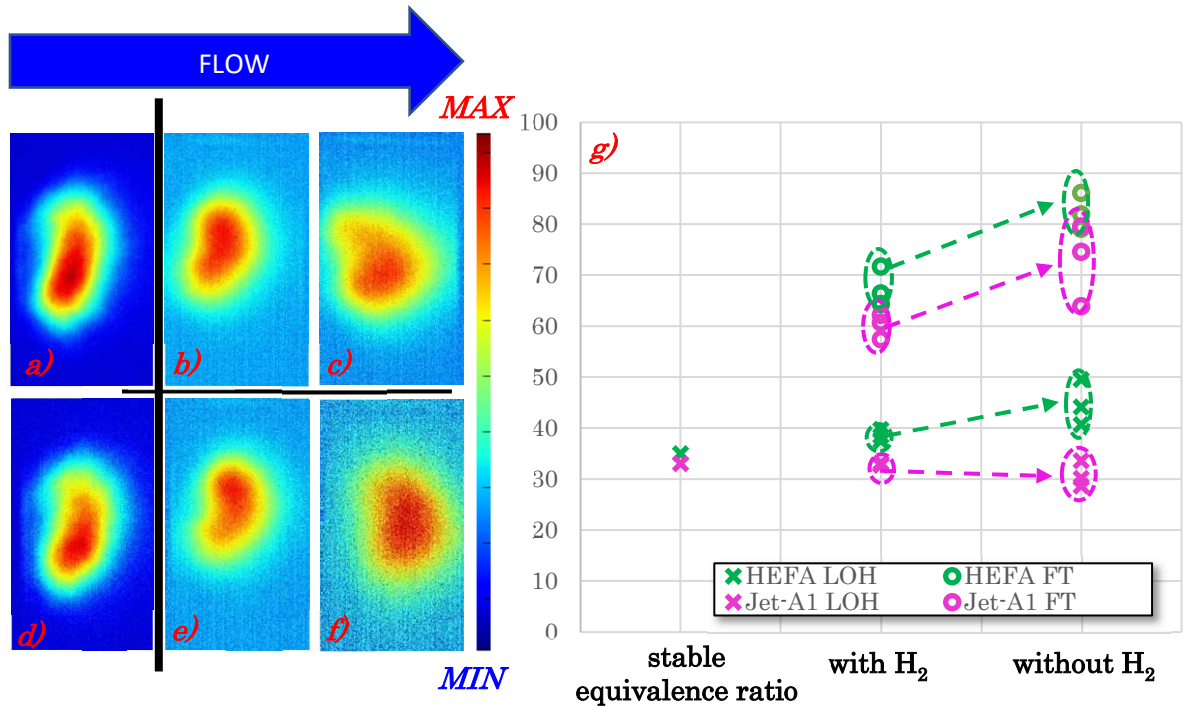 FLOW
MAX
a)
b)
c)
d)
e)
f)
MIN
g)
100
90
80
70
60
50
40
30
20
10
0
HEFA LOH
HEFA FT
Jet-A1 LOH
Jet-A1 FT
stable
equivalence ratio
with H₂
without H₂